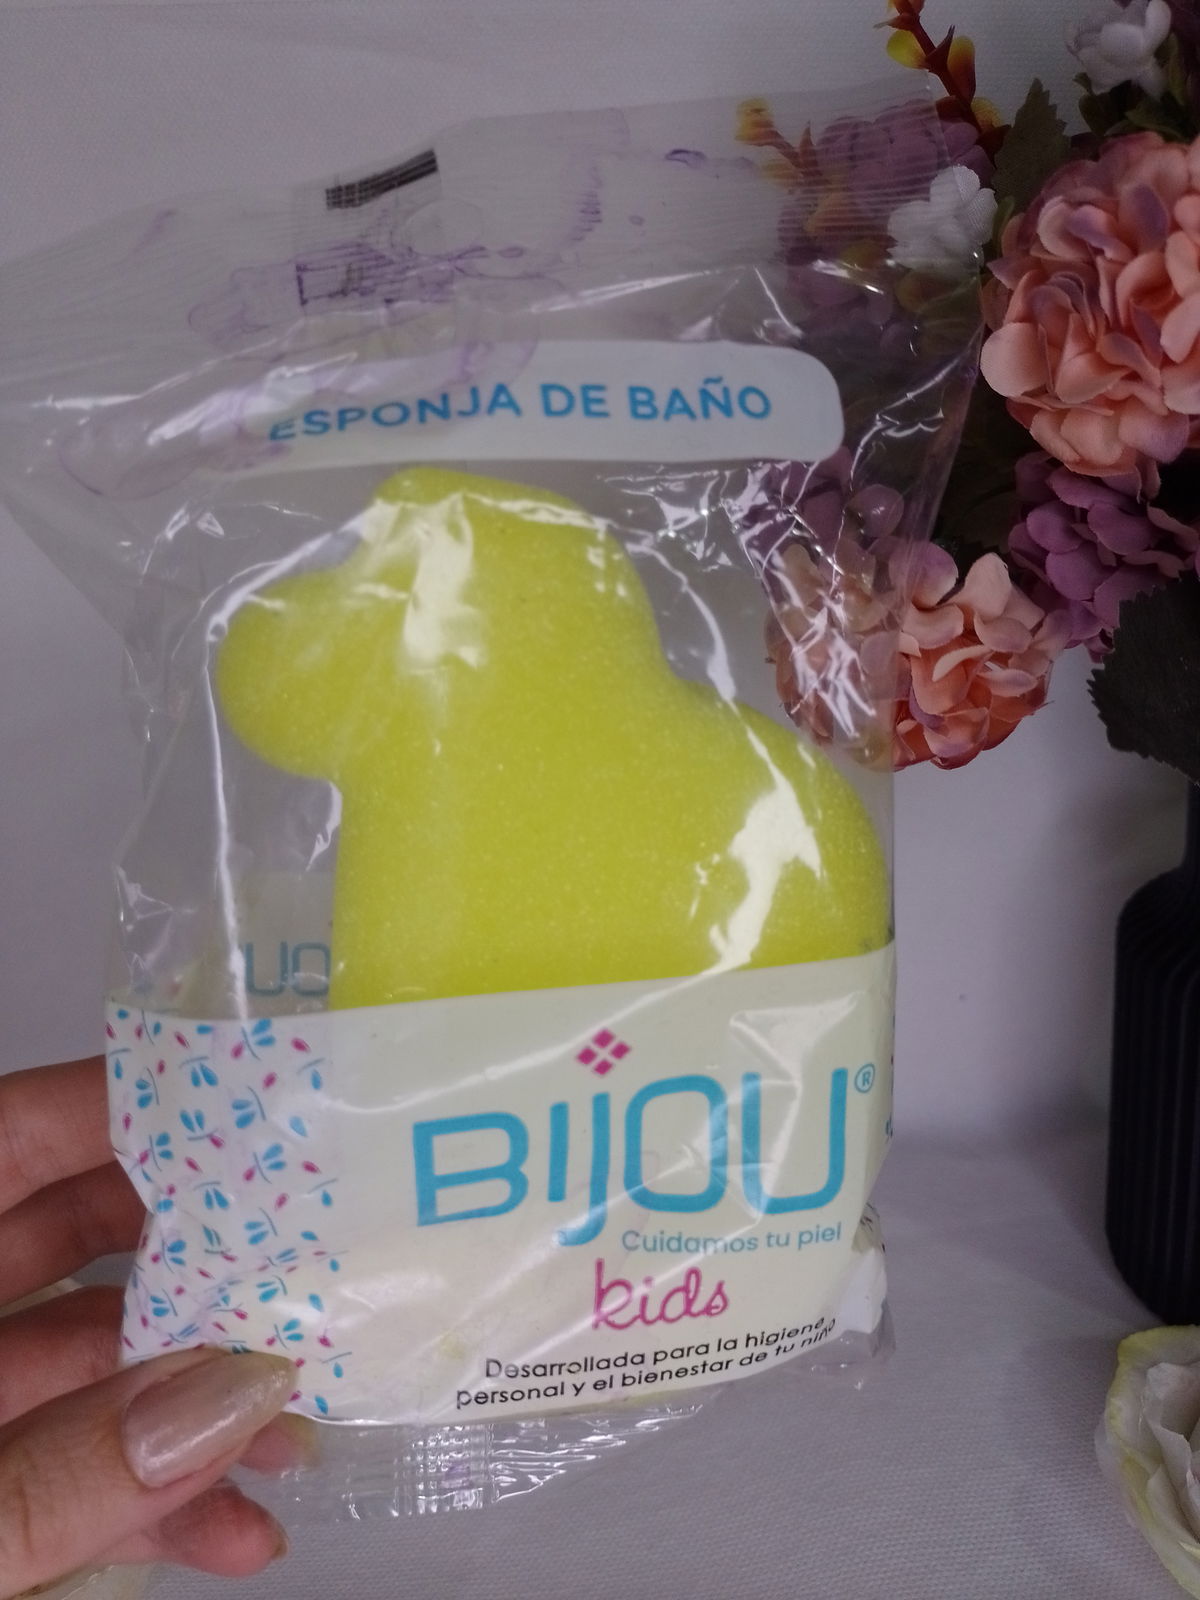 ESPONJA DE BAÑO
BIJOU®
Cuidamos tu piel
kids
Desarrollada para la higiene
personal y el bienestar de tu niño